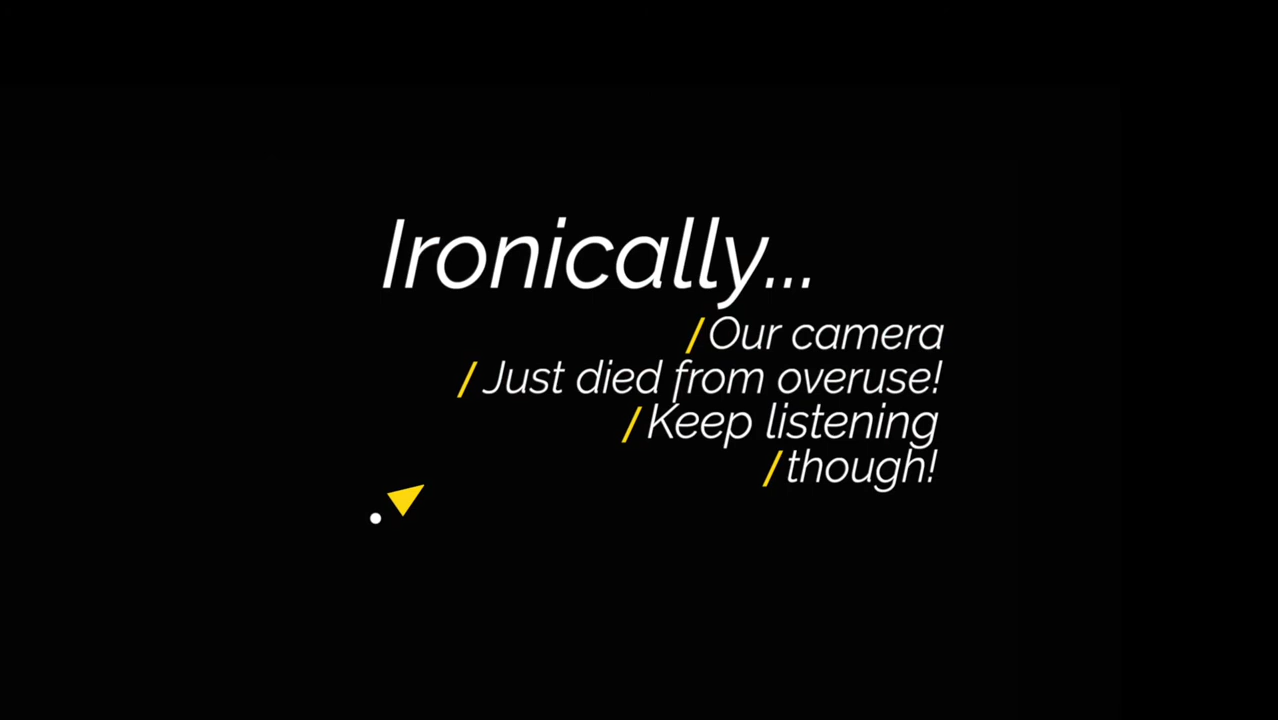 Ironically...
/Our camera
/Just died from overuse!
/Keep listening
/though!